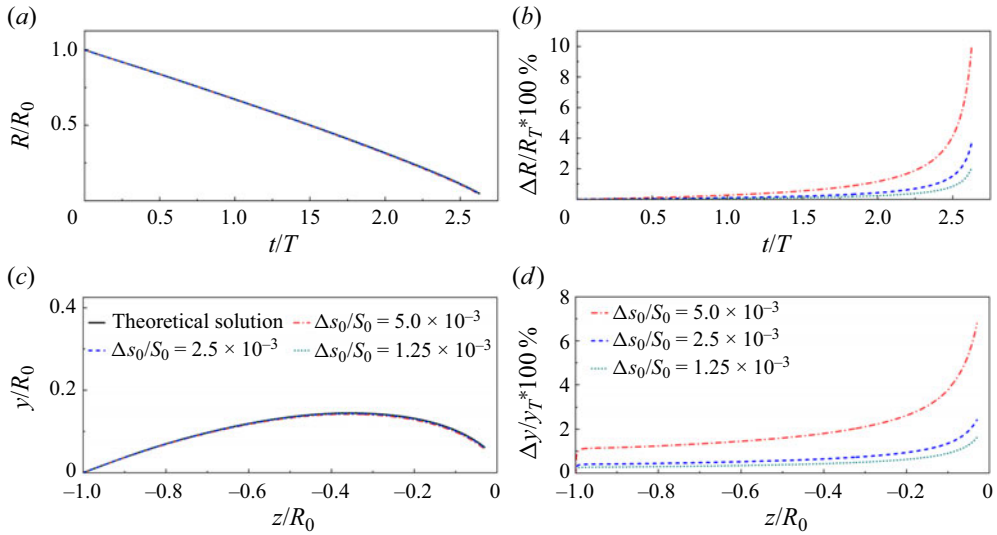 (a)
1.0
0.5
R/R₀
0 0.5 1.0 15 2.0 2.5
t/T
(b)
10
8
6
4
2
0
ΔR/R_T*100 %
0.5 1.0 1.5 2.0 2.5
t/T
(c)
0.4
0.2
0
y/R₀
Theoretical solution
Δs₀/S₀ = 5.0 × 10⁻³
Δs₀/S₀ = 2.5 × 10⁻³
Δs₀/S₀ = 1.25 × 10⁻³
−1.0 −0.8 −0.6 −0.4 −0.2 0
z/R₀
(d)
8
6
4
2
0
Δy/y_T*100 %
Δs₀/S₀ = 5.0 × 10⁻³
Δs₀/S₀ = 2.5 × 10⁻³
Δs₀/S₀ = 1.25 × 10⁻³
−1.0 −0.8 −0.6 −0.4 −0.2 0
z/R₀